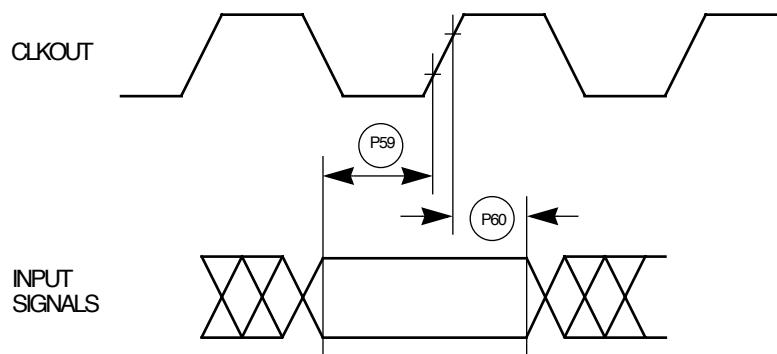 CLKOUT
P59
P60
INPUT
SIGNALS